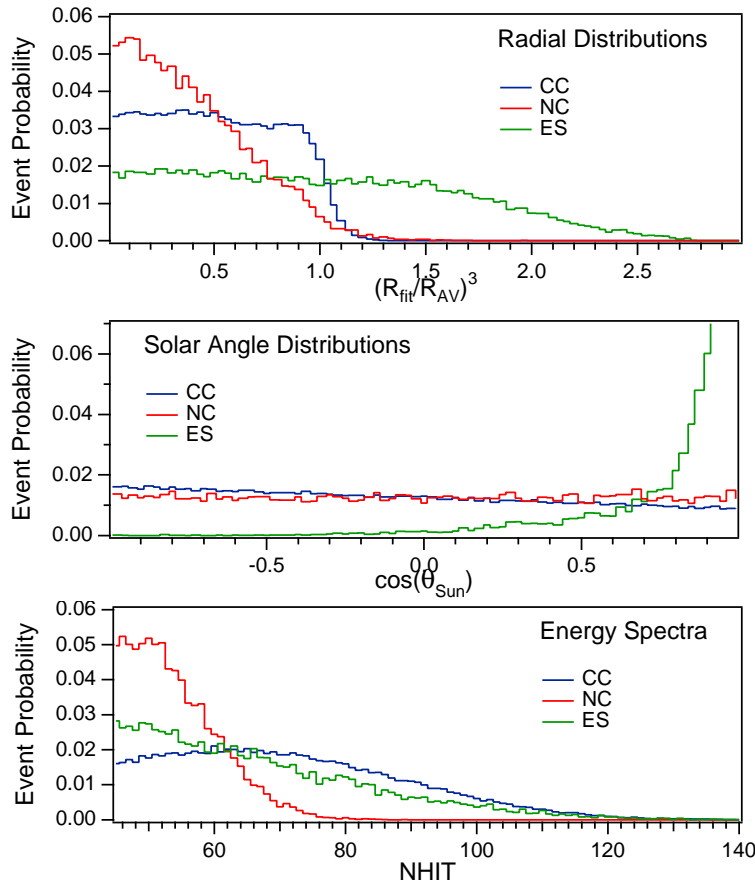 0.06
0.05
0.04
0.03
0.02
0.01
0.00
Event Probability
Radial Distributions
CC
NC
ES
0.5 1.0 1.5 2.0 2.5
(R_fit/R_AV)^3
0.06
0.04
0.02
0.00
Event Probability
Solar Angle Distributions
CC
NC
ES
-0.5 0.0 0.5
cos(θ_Sun)
0.06
0.05
0.04
0.03
0.02
0.01
0.00
Event Probability
Energy Spectra
CC
NC
ES
60 80 100 120 140
NHIT